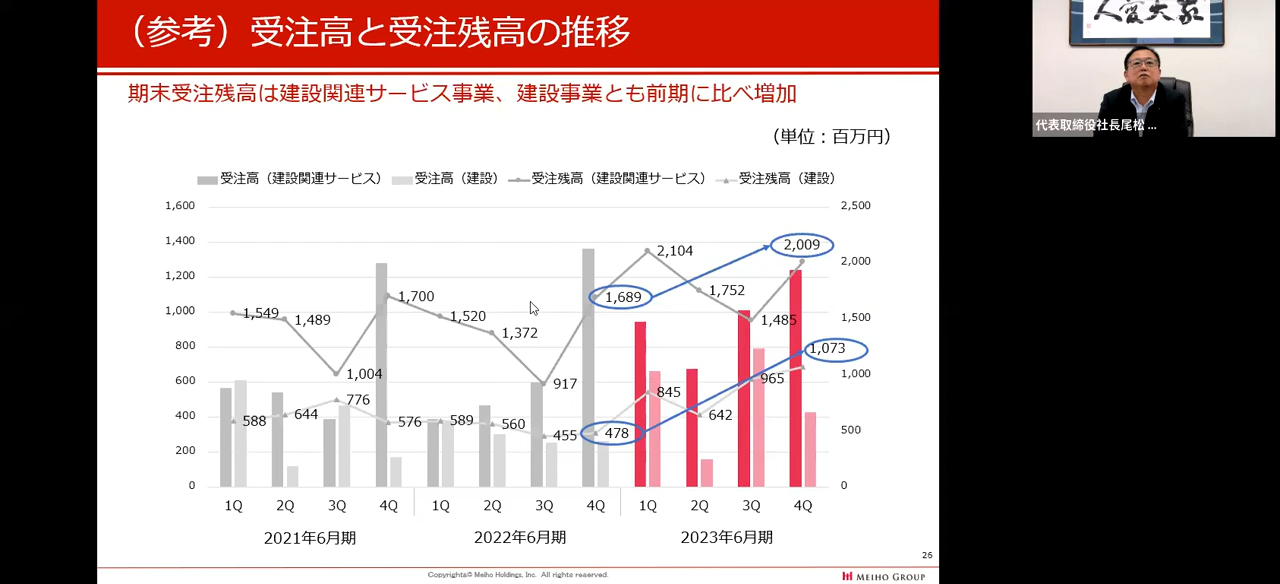 （参考）受注高と受注残高の推移
期末受注残高は建設関連サービス事業、建設事業とも前期に比べ増加
（単位：百万円）
受注高（建設関連サービス） 受注高（建設） 受注残高（建設関連サービス） 受注残高（建設）
1,600 2,500
1,400
1,200 2,000
1,000 1,500
800
600 1,000
400 500
200
0 0
1,549 1,489 1,004 1,700 1,520 1,372 917 1,689 2,104 1,752 1,485 2,009
588 644 776 576 589 560 455 478 845 642 965 1,073
1Q 2Q 3Q 4Q 1Q 2Q 3Q 4Q 1Q 2Q 3Q 4Q
2021年6月期 2022年6月期 2023年6月期
26
Copyrights© Meiho Holdings, Inc. All rights reserved.
MEIHO GROUP
代表取締役社長尾松 ...